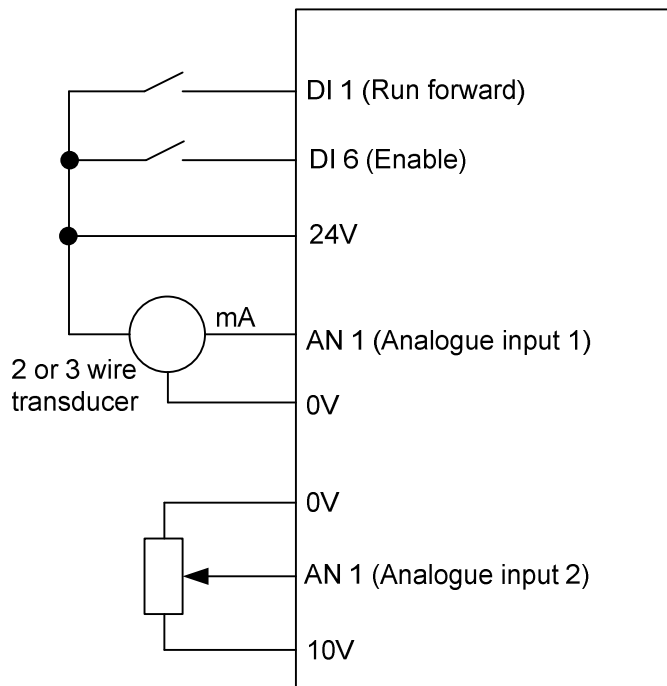 DI 1 (Run forward)
DI 6 (Enable)
24V
mA
AN 1 (Analogue input 1)
2 or 3 wire
transducer
0V
0V
AN 1 (Analogue input 2)
10V